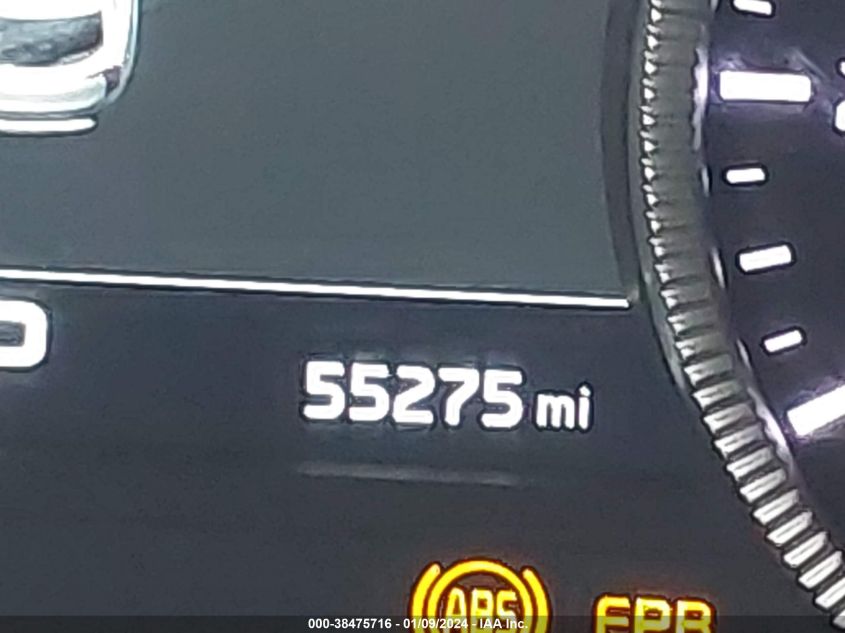 55275 mi
ABS EPB
000-38475716 - 01/09/2024 - IAA Inc.